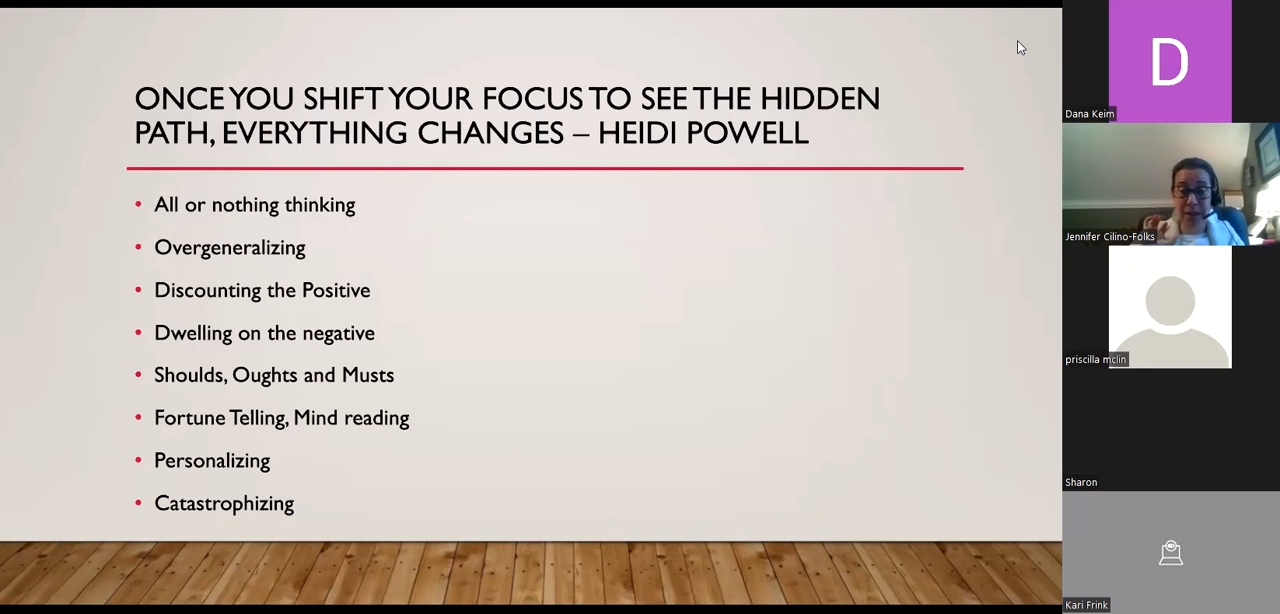 ONCE YOU SHIFT YOUR FOCUS TO SEE THE HIDDEN
PATH, EVERYTHING CHANGES – HEIDI POWELL
• All or nothing thinking
• Overgeneralizing
• Discounting the Positive
• Dwelling on the negative
• Shoulds, Oughts and Musts
• Fortune Telling, Mind reading
• Personalizing
• Catastrophizing
D
Dana Keim
Jennifer Cilino-Folks
priscilla mclin
Sharon
Kari Frink